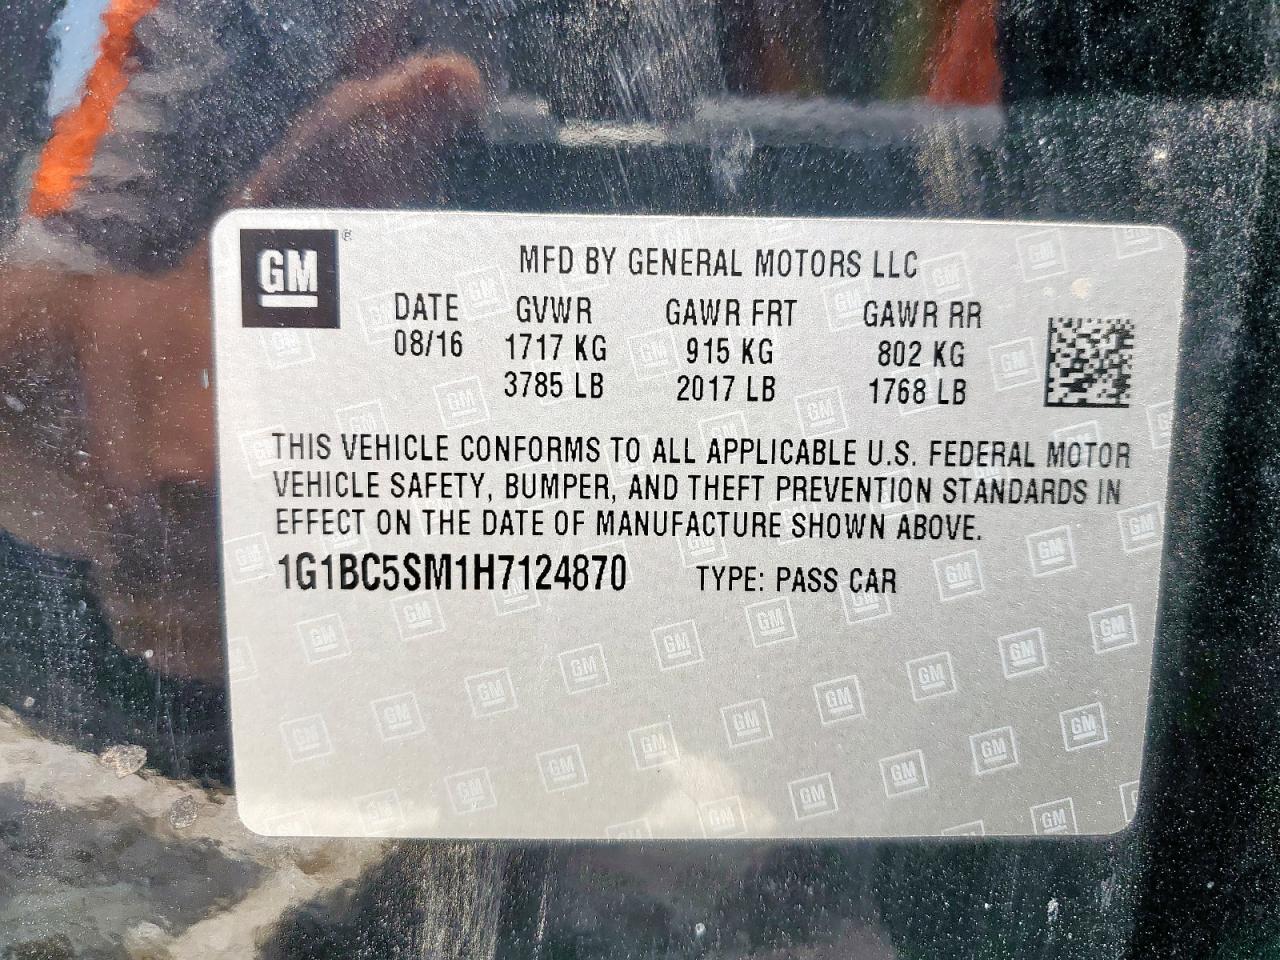 GM ®
MFD BY GENERAL MOTORS LLC
DATE GVWR GAWR FRT GAWR RR
08/16 1717 KG 915 KG 802 KG
3785 LB 2017 LB 1768 LB
THIS VEHICLE CONFORMS TO ALL APPLICABLE U.S. FEDERAL MOTOR
VEHICLE SAFETY, BUMPER, AND THEFT PREVENTION STANDARDS IN
EFFECT ON THE DATE OF MANUFACTURE SHOWN ABOVE.
1G1BC5SM1H7124870 TYPE: PASS CAR